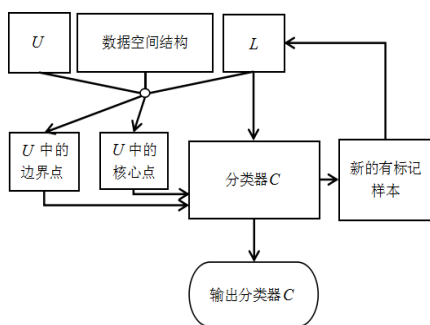 U
数据空间结构
L
U 中的
边界点
U 中的
核心点
分类器C
新的有标记
样本
输出分类器C